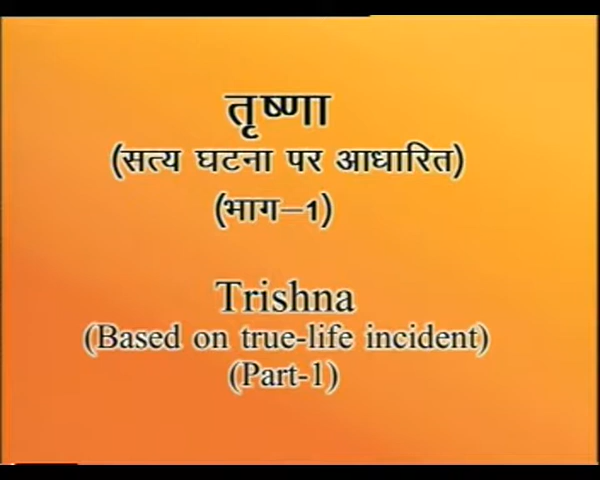 तृष्णा
(सत्य घटना पर आधारित)
(भाग–1)
Trishna
(Based on true-life incident)
(Part-1)